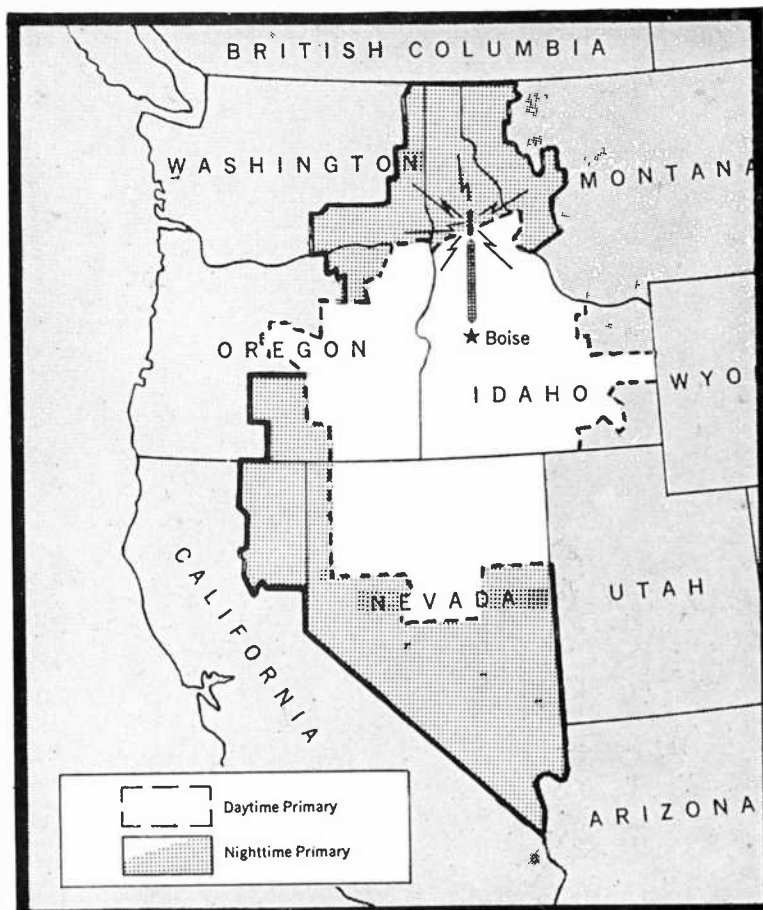 BRITISH COLUMBIA
WASHINGTON
MONTANA
OREGON
Boise
IDAHO
WYO
CALIFORNIA
NEVADA
UTAH
ARIZONA
Daytime Primary
Nighttime Primary